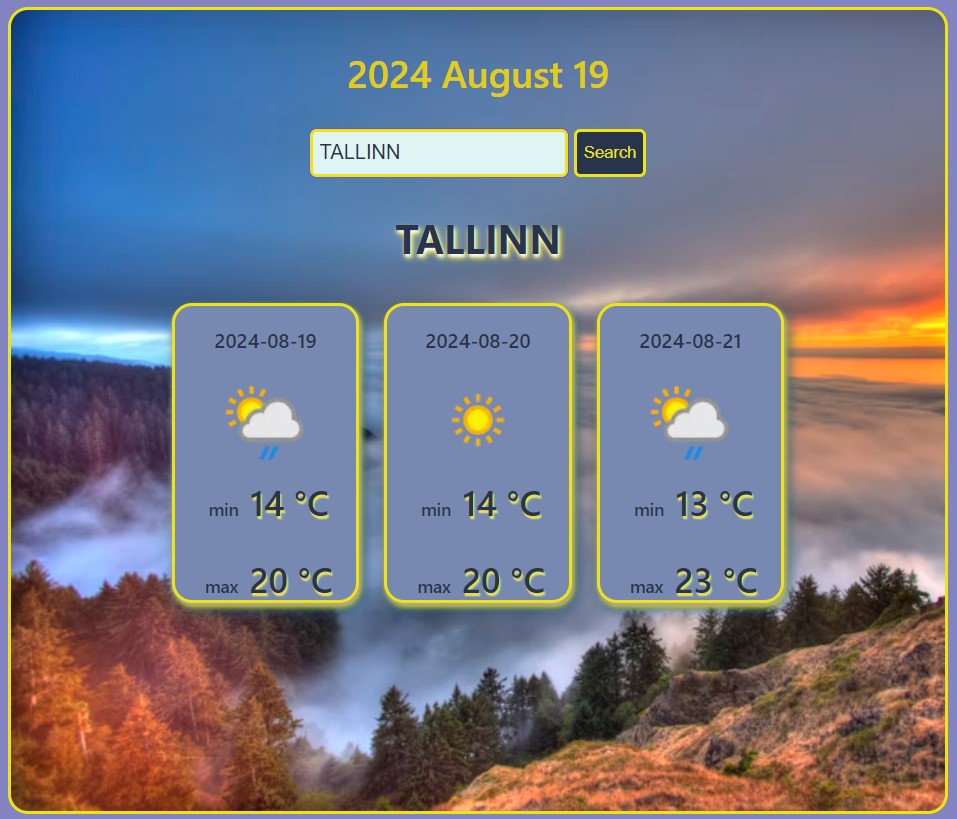 2024 August 19
TALLINN Search
TALLINN
2024-08-19
min 14 °C
max 20 °C
2024-08-20
min 14 °C
max 20 °C
2024-08-21
min 13 °C
max 23 °C